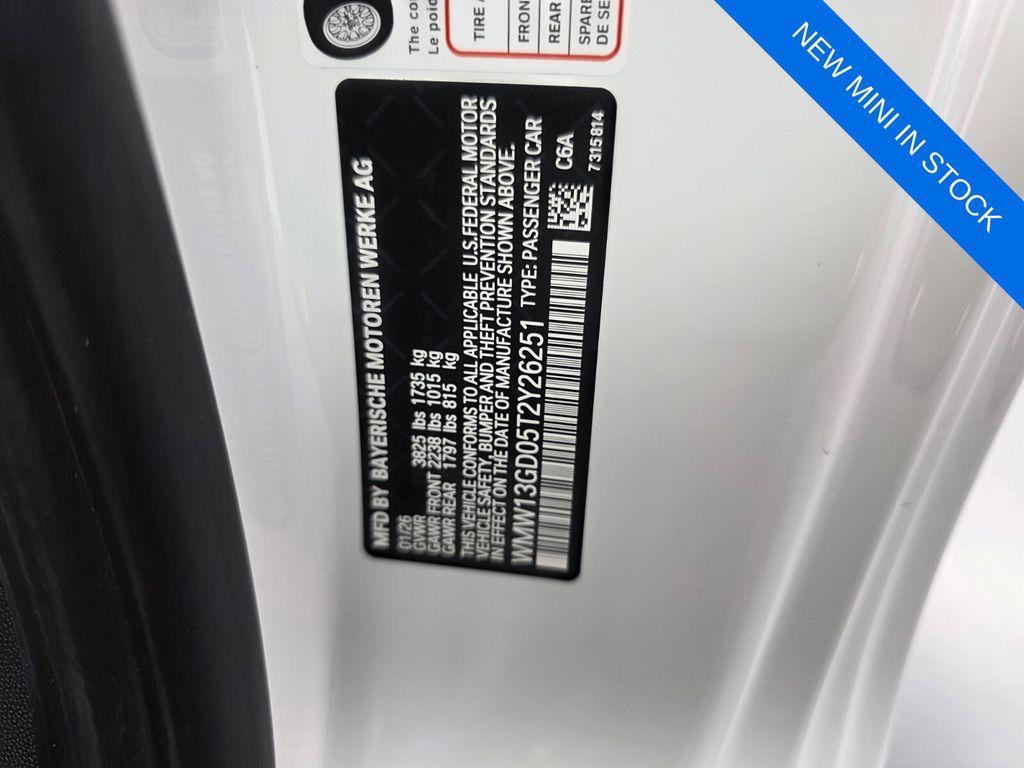 The co
Le poid
TIRE
FRON
REAR
SPARE
DE SE
MFD BY BAYERISCHE MOTOREN WERKE AG
01/26
GVWR 3825 lbs 1735 kg
GAWR FRONT 2238 lbs 1015 kg
GAWR REAR 1797 lbs 815 kg
THIS VEHICLE CONFORMS TO ALL APPLICABLE U.S.FEDERAL MOTOR
VEHICLE SAFETY, BUMPER AND THEFT PREVENTION STANDARDS
IN EFFECT ON THE DATE OF MANUFACTURE SHOWN ABOVE.
WMW13GD05T2Y26251 TYPE: PASSENGER CAR
C6A
7315814
NEW MINI IN STOCK